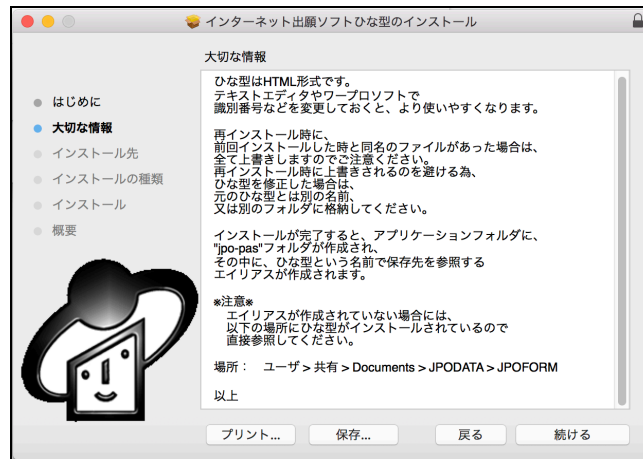 インターネット出願ソフトひな型のインストール
大切な情報
はじめに
大切な情報
インストール先
インストールの種類
インストール
概要
ひな型はHTML形式です。
テキストエディタやワープロソフトで
識別番号などを変更しておくと、より使いやすくなります。
再インストール時に、
前回インストールした時と同名のファイルがあった場合は、
全て上書きしますのでご注意ください。
再インストール時に上書きされるのを避ける為、
ひな型を修正した場合は、
元のひな型とは別の名前、
又は別のフォルダに格納してください。
インストールが完了すると、アプリケーションフォルダに、
"jpo-pas"フォルダが作成され、
その中に、ひな型という名前で保存先を参照する
エイリアスが作成されます。
※注意※
エイリアスが作成されていない場合には、
以下の場所にひな型がインストールされているので
直接参照してください。
場所： ユーザ > 共有 > Documents > JPODATA > JPOFORM
以上
プリント... 保存... 戻る 続ける